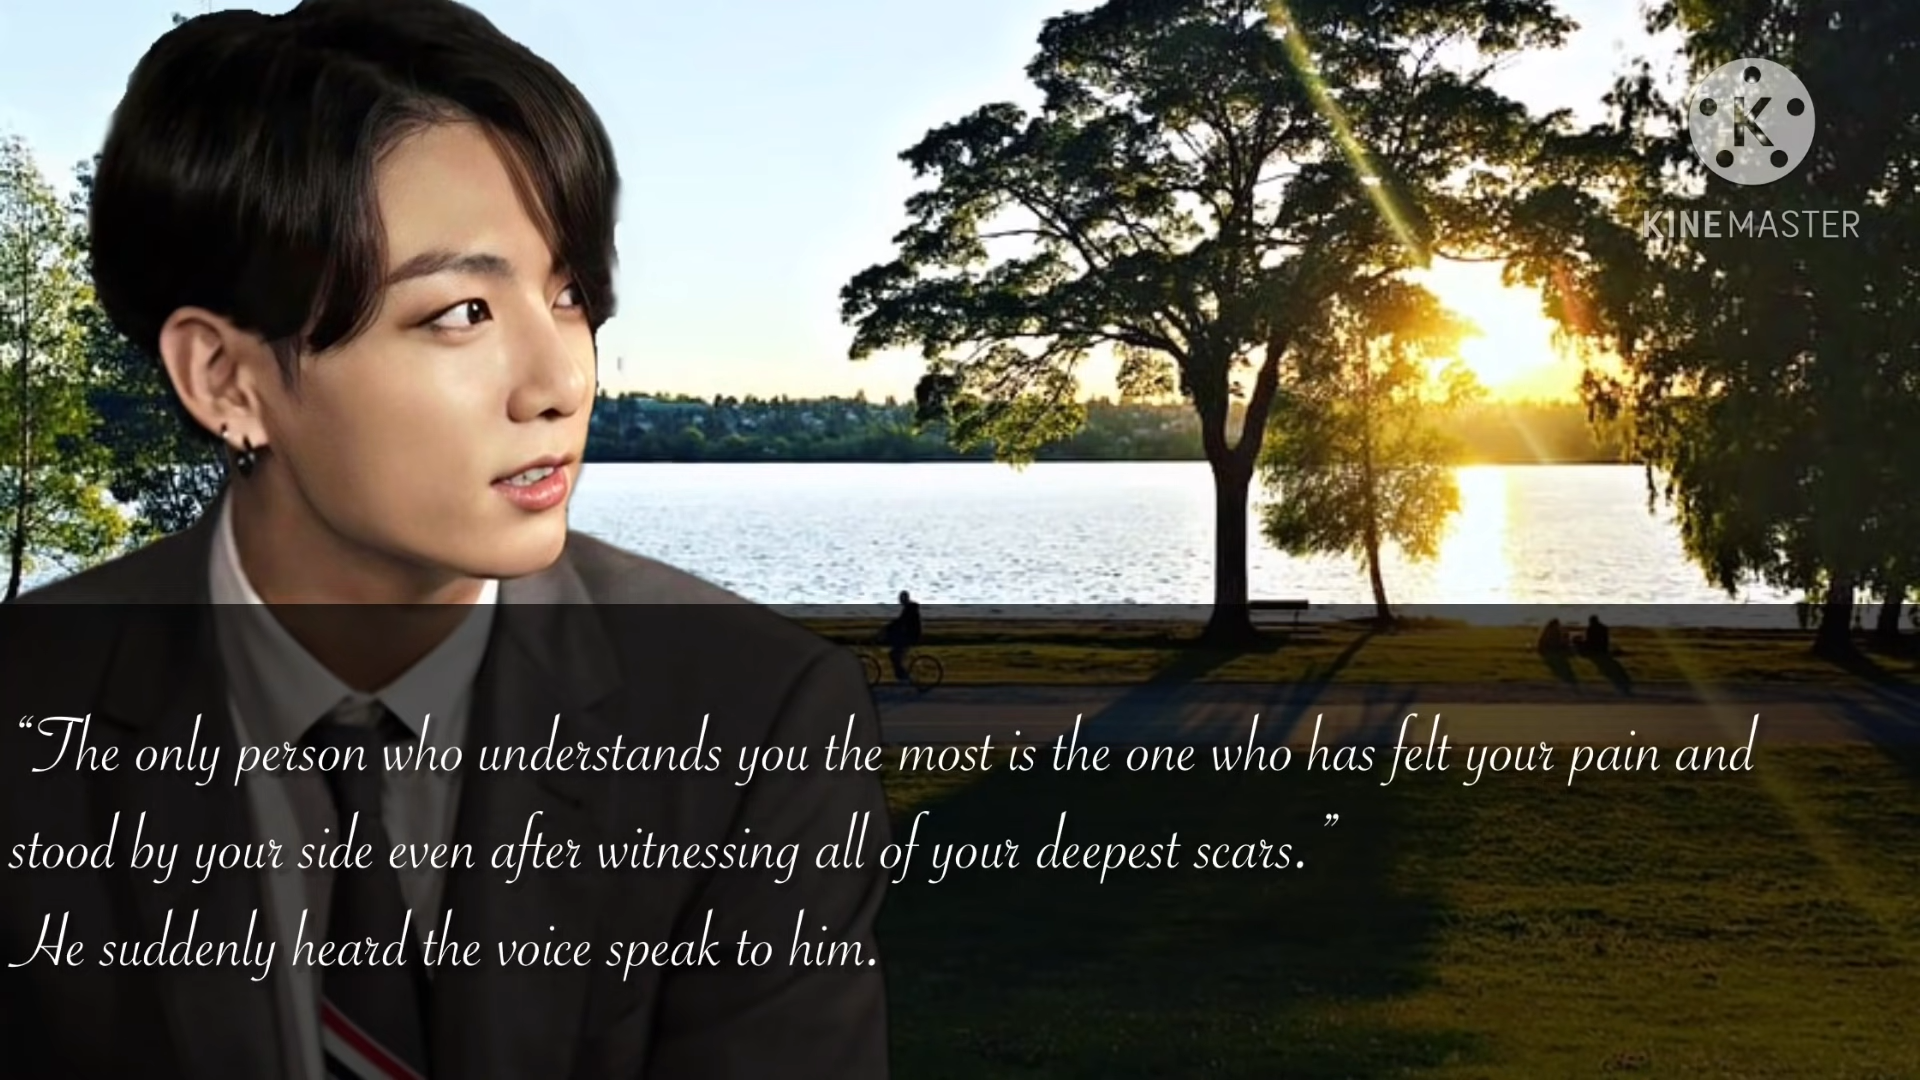 K
KINEMASTER
“The only person who understands you the most is the one who has felt your pain and
stood by your side even after witnessing all of your deepest scars.”
He suddenly heard the voice speak to him.